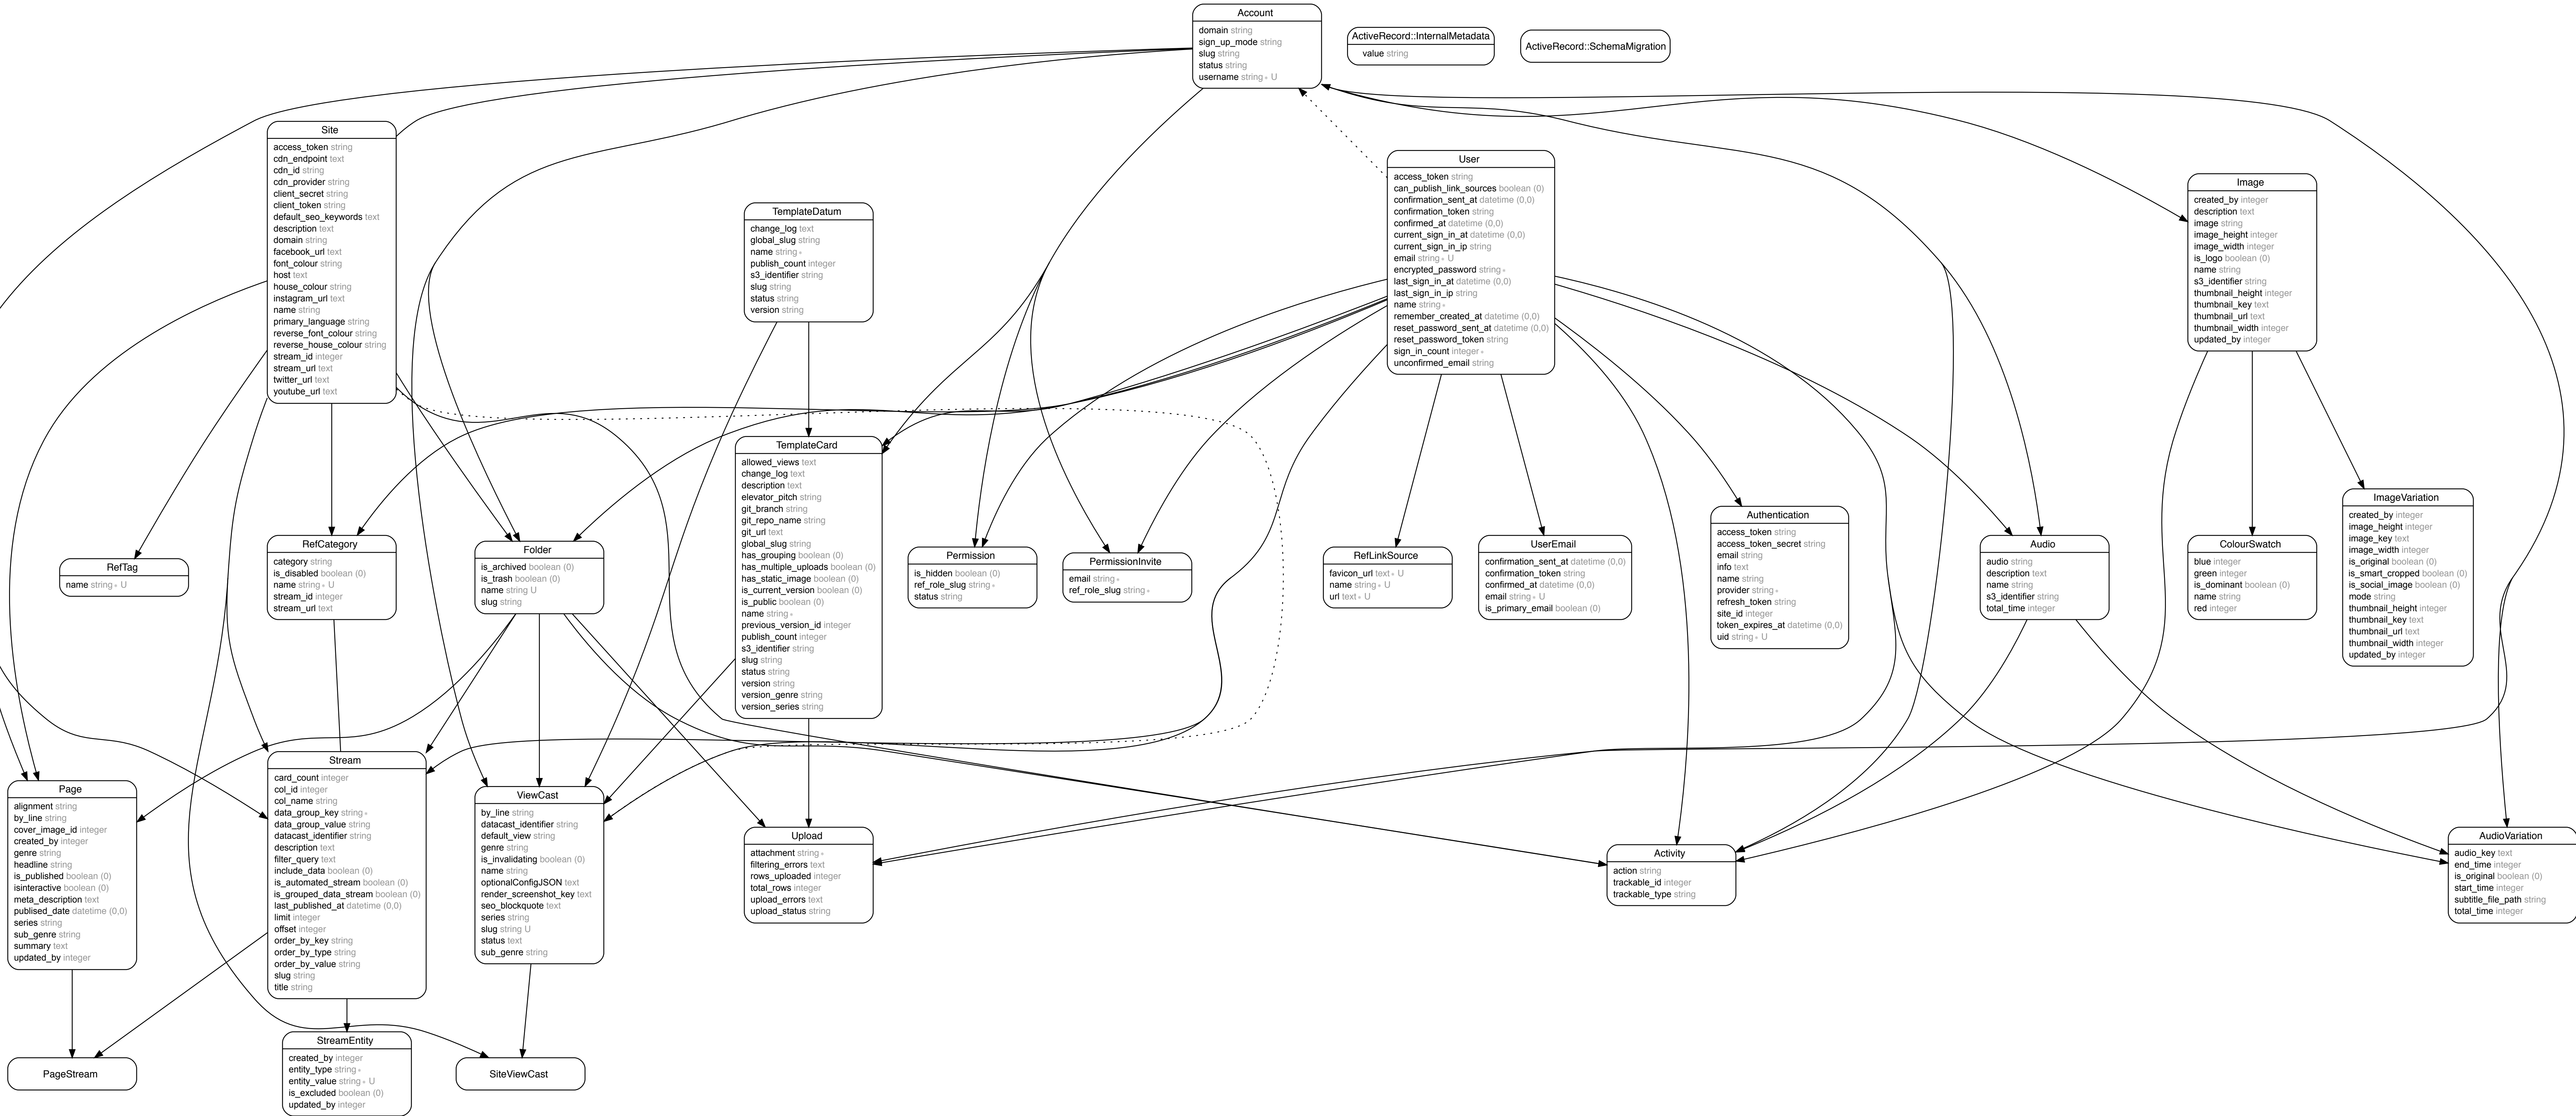 Account
domain string
sign_up_mode string
slug string
status string
username string ∗ U
ActiveRecord::InternalMetadata
value string
ActiveRecord::SchemaMigration
Site
access_token string
cdn_endpoint text
cdn_id string
cdn_provider string
client_secret string
client_token string
default_seo_keywords text
description text
domain string
facebook_url text
font_colour string
host text
house_colour string
instagram_url text
name string
primary_language string
reverse_font_colour string
reverse_house_colour string
stream_id integer
stream_url text
twitter_url text
youtube_url text
User
access_token string
can_publish_link_sources boolean (0)
confirmation_sent_at datetime (0,0)
confirmation_token string
confirmed_at datetime (0,0)
current_sign_in_at datetime (0,0)
current_sign_in_ip string
email string ∗ U
encrypted_password string ∗
last_sign_in_at datetime (0,0)
last_sign_in_ip string
name string ∗
remember_created_at datetime (0,0)
reset_password_sent_at datetime (0,0)
reset_password_token string
sign_in_count integer ∗
unconfirmed_email string
Image
created_by integer
description text
image string
image_height integer
image_width integer
is_logo boolean (0)
name string
s3_identifier string
thumbnail_height integer
thumbnail_key text
thumbnail_url text
thumbnail_width integer
updated_by integer
TemplateDatum
change_log text
global_slug string
name string ∗
publish_count integer
s3_identifier string
slug string
status string
version string
TemplateCard
allowed_views text
change_log text
description text
elevator_pitch string
git_branch string
git_repo_name string
git_url text
global_slug string
has_grouping boolean (0)
has_multiple_uploads boolean (0)
has_static_image boolean (0)
is_current_version boolean (0)
is_public boolean (0)
name string ∗
previous_version_id integer
publish_count integer
s3_identifier string
slug string
status string
version string
version_genre string
version_series string
ImageVariation
created_by integer
image_height integer
image_key text
image_width integer
is_original boolean (0)
is_smart_cropped boolean (0)
is_social_image boolean (0)
mode string
thumbnail_height integer
thumbnail_key text
thumbnail_url text
thumbnail_width integer
updated_by integer
Authentication
access_token string
access_token_secret string
email string
info text
name string
provider string ∗
refresh_token string
site_id integer
token_expires_at datetime (0,0)
uid string ∗ U
RefTag
name string ∗ U
RefCategory
category string
is_disabled boolean (0)
name string ∗ U
stream_id integer
stream_url text
Folder
is_archived boolean (0)
is_trash boolean (0)
name string U
slug string
Permission
is_hidden boolean (0)
ref_role_slug string ∗
status string
PermissionInvite
email string ∗
ref_role_slug string ∗
RefLinkSource
favicon_url text ∗ U
name string ∗ U
url text ∗ U
UserEmail
confirmation_sent_at datetime (0,0)
confirmation_token string
confirmed_at datetime (0,0)
email string ∗ U
is_primary_email boolean (0)
Audio
audio string
description text
name string
s3_identifier string
total_time integer
ColourSwatch
blue integer
green integer
is_dominant boolean (0)
name string
red integer
Page
alignment string
by_line string
cover_image_id integer
created_by integer
genre string
headline string
is_published boolean (0)
isinteractive boolean (0)
meta_description text
publised_date datetime (0,0)
series string
sub_genre string
summary text
updated_by integer
Stream
card_count integer
col_id integer
col_name string
data_group_key string ∗
data_group_value string
datacast_identifier string
description text
filter_query text
include_data boolean (0)
is_automated_stream boolean (0)
is_grouped_data_stream boolean (0)
last_published_at datetime (0,0)
limit integer
offset integer
order_by_key string
order_by_type string
order_by_value string
slug string
title string
ViewCast
by_line string
datacast_identifier string
default_view string
genre string
is_invalidating boolean (0)
name string
optionalConfigJSON text
render_screenshot_key text
seo_blockquote text
series string
slug string U
status text
sub_genre string
Upload
attachment string ∗
filtering_errors text
rows_uploaded integer
total_rows integer
upload_errors text
upload_status string
Activity
action string
trackable_id integer
trackable_type string
AudioVariation
audio_key text
end_time integer
is_original boolean (0)
start_time integer
subtitle_file_path string
total_time integer
PageStream
StreamEntity
created_by integer
entity_type string ∗
entity_value string ∗ U
is_excluded boolean (0)
updated_by integer
SiteViewCast